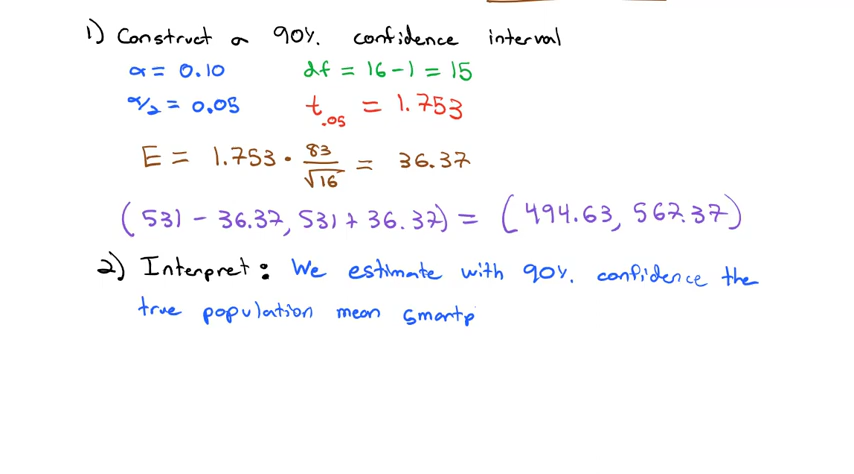 1) Construct a 90% confidence interval
α = 0.10 df = 16-1 = 15
α/2 = 0.05 t.05 = 1.753
E = 1.753 · 83/√16 = 36.37
(531 - 36.37, 531 + 36.37) = (494.63, 567.37)
2) Interpret: We estimate with 90% confidence the
true population mean smartp